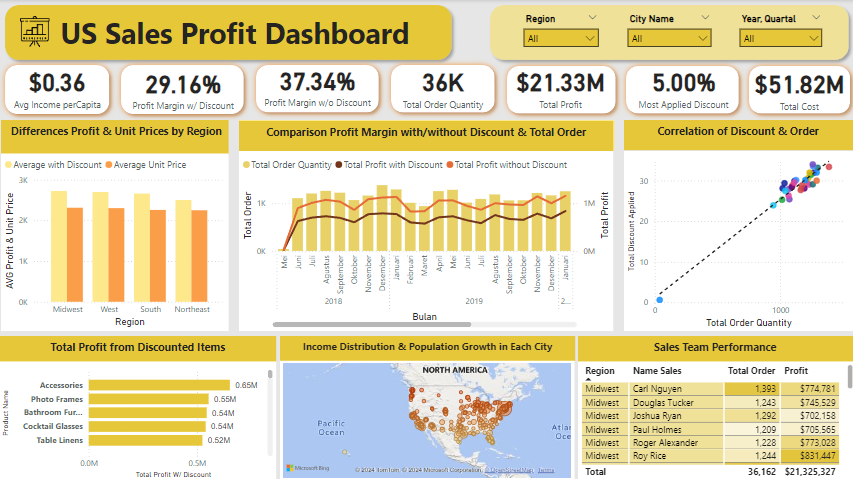 US Sales Profit Dashboard
Region
City Name
Year, Quartal
All
All
All
$0.36
Avg Income perCapita
29.16%
Profit Margin w/ Discount
37.34%
Profit Margin w/o Discount
36K
Total Order Quantity
$21.33M
Total Profit
5.00%
Most Applied Discount
$51.82M
Total Cost
Differences Profit & Unit Prices by Region
Average with Discount
Average Unit Price
AVG Profit & Unit Price
3K
2K
1K
0K
Midwest
West
South
Northeast
Region
Comparison Profit Margin with/without Discount & Total Order
Total Order Quantity
Total Profit with Discount
Total Profit without Discount
Total Order
1K
0K
Total Profit
1M
0M
Mei
Juni
Juli
Agustus
September
Oktober
November
Desember
Januari
Februari
Maret
April
Mei
Juni
Juli
Agustus
September
Oktober
November
Desember
Januari
2018
2019
2...
Bulan
Correlation of Discount & Order
Total Discount Applied
30
20
10
0
0
1000
Total Order Quantity
Total Profit from Discounted Items
Product Name
Accessories
0.65M
Photo Frames
0.55M
Bathroom Fur...
0.54M
Cocktail Glasses
0.54M
Table Linens
0.52M
0.0M
0.5M
Total Profit W/ Discount
Income Distribution & Population Growth in Each City
NORTH AMERICA
Pacific
Ocean
Atlan
Ocea
Microsoft Bing
© 2024 TomTom, © 2024 Microsoft Corporation, © OpenStreetMap Terms
Sales Team Performance
Region Name Sales Total Order Profit
Midwest Carl Nguyen 1,393 $774,781
Midwest Douglas Tucker 1,243 $745,529
Midwest Joshua Ryan 1,292 $702,158
Midwest Paul Holmes 1,209 $705,565
Midwest Roger Alexander 1,228 $773,028
Midwest Roy Rice 1,244 $831,447
Total 36,162 $21,325,327